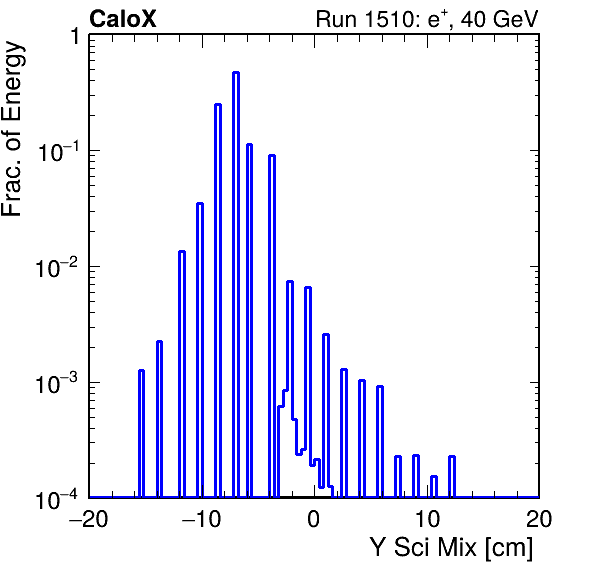 CaloX Run 1510: e⁺, 40 GeV
Frac. of Energy
1
10⁻¹
10⁻²
10⁻³
10⁻⁴
−20 −10 0 10 20
Y Sci Mix [cm]